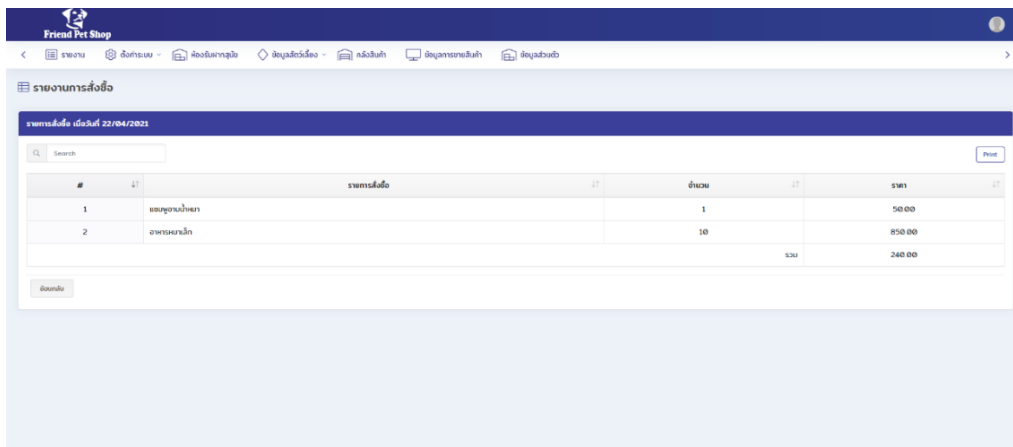 Friend Pet Shop
รายงาน ตั้งค่าระบบ ห้องรับฝากสุนัข ข้อมูลสัตว์เลี้ยง คลังสินค้า ข้อมูลการขายสินค้า ข้อมูลส่วนตัว
รายงานการสั่งซื้อ
รายการสั่งซื้อ เมื่อวันที่ 22/04/2021
Search Print
# รายการสั่งซื้อ จำนวน ราคา
1 แชมพูอาบน้ำหมา 1 50.00
2 อาหารหมาเล็ก 10 850.00
รวม 240.00
ย้อนกลับ